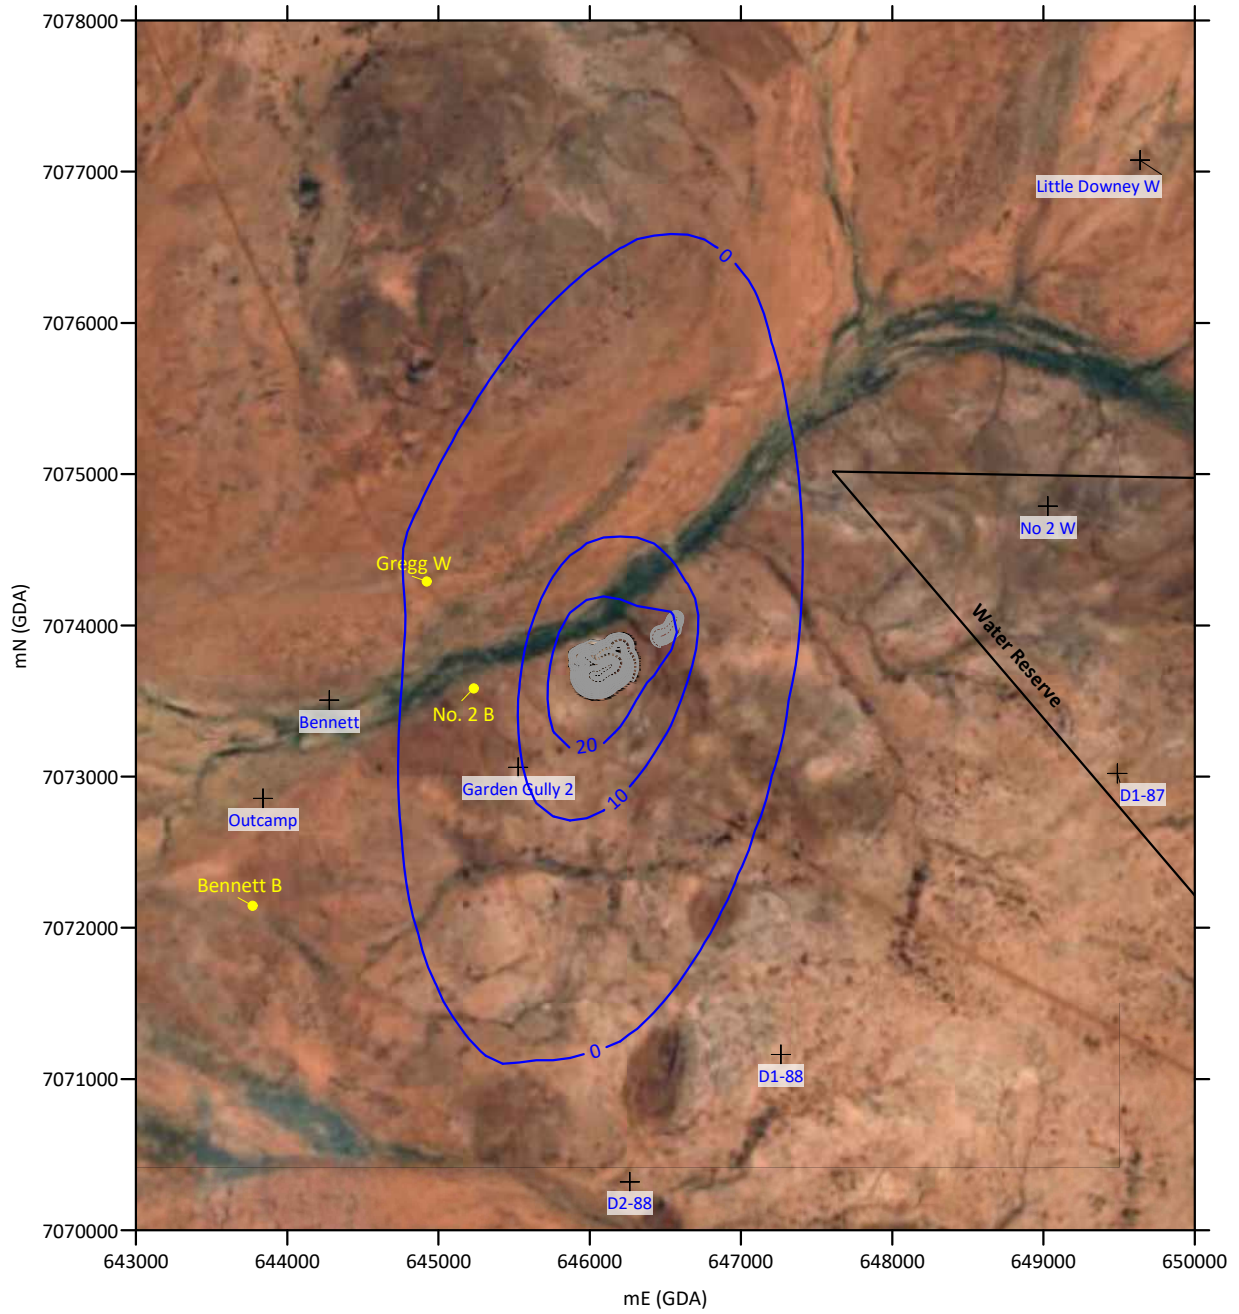 7078000
7077000
Little Downey W
0
7076000
7075000
No 2 W
Gregg W
7074000
Water Reserve
No. 2 B
Bennett
20
7073000
Garden Gully 2
10
D1-87
Outcamp
Bennett B
7072000
0
D1-88
7071000
D2-88
7070000
643000 644000 645000 646000 647000 648000 649000 650000
mE (GDA)
mN (GDA)